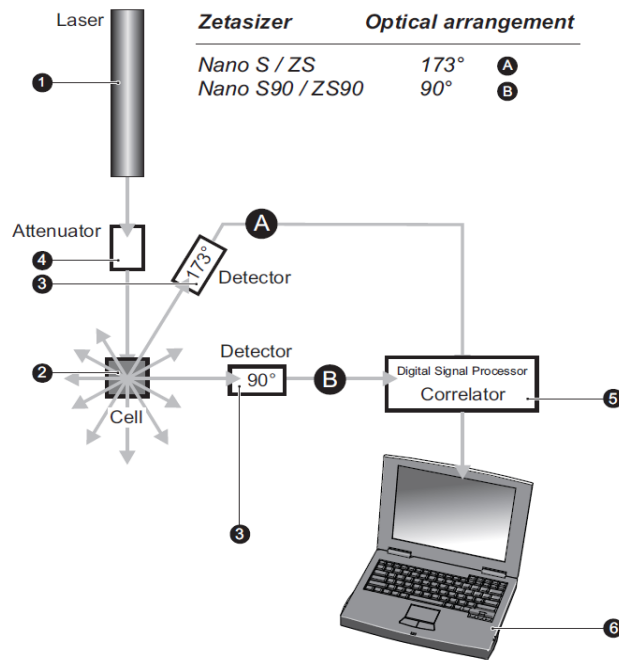 Laser
Zetasizer Optical arrangement
Nano S / ZS 173° A
Nano S90 / ZS90 90° B
1
Attenuator
4
A
173°
3
Detector
2
Detector
90°
B
Digital Signal Processor
Correlator
5
Cell
3
6